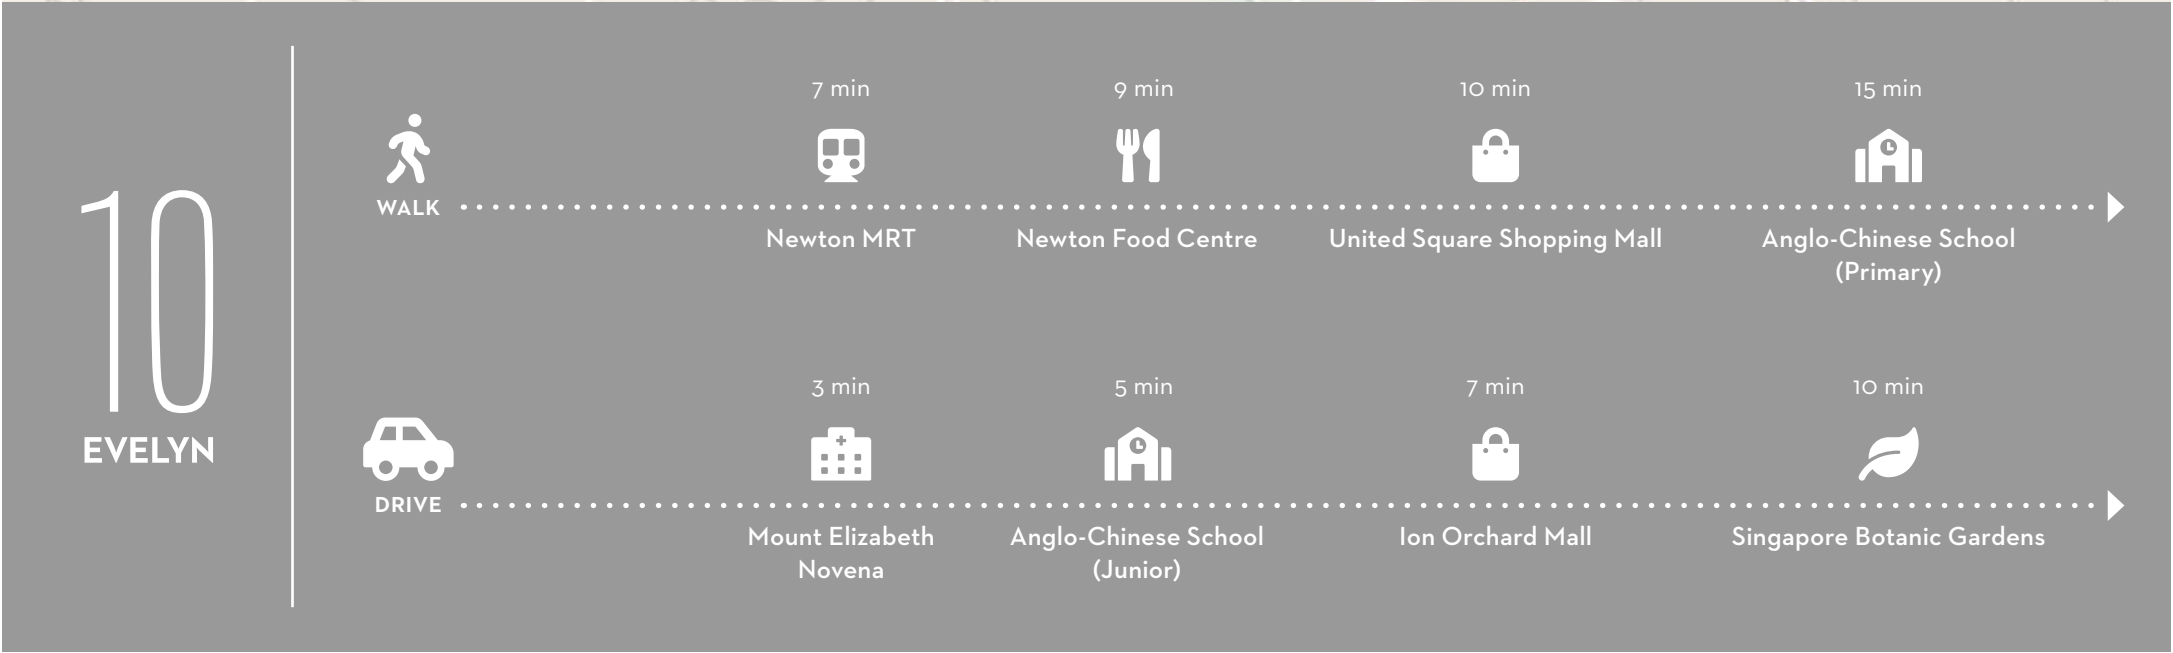 10
EVELYN
7 min
9 min
10 min
15 min
WALK
Newton MRT
Newton Food Centre
United Square Shopping Mall
Anglo-Chinese School
(Primary)
3 min
5 min
7 min
10 min
DRIVE
Mount Elizabeth
Novena
Anglo-Chinese School
(Junior)
Ion Orchard Mall
Singapore Botanic Gardens